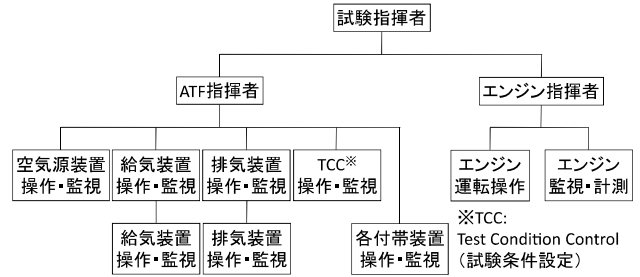 試験指揮者
ATF指揮者
エンジン指揮者
空気源装置
操作・監視
給気装置
操作・監視
排気装置
操作・監視
TCC※
操作・監視
エンジン
運転操作
エンジン
監視・計測
給気装置
操作・監視
排気装置
操作・監視
各付帯装置
操作・監視
※TCC:
Test Condition Control
（試験条件設定）